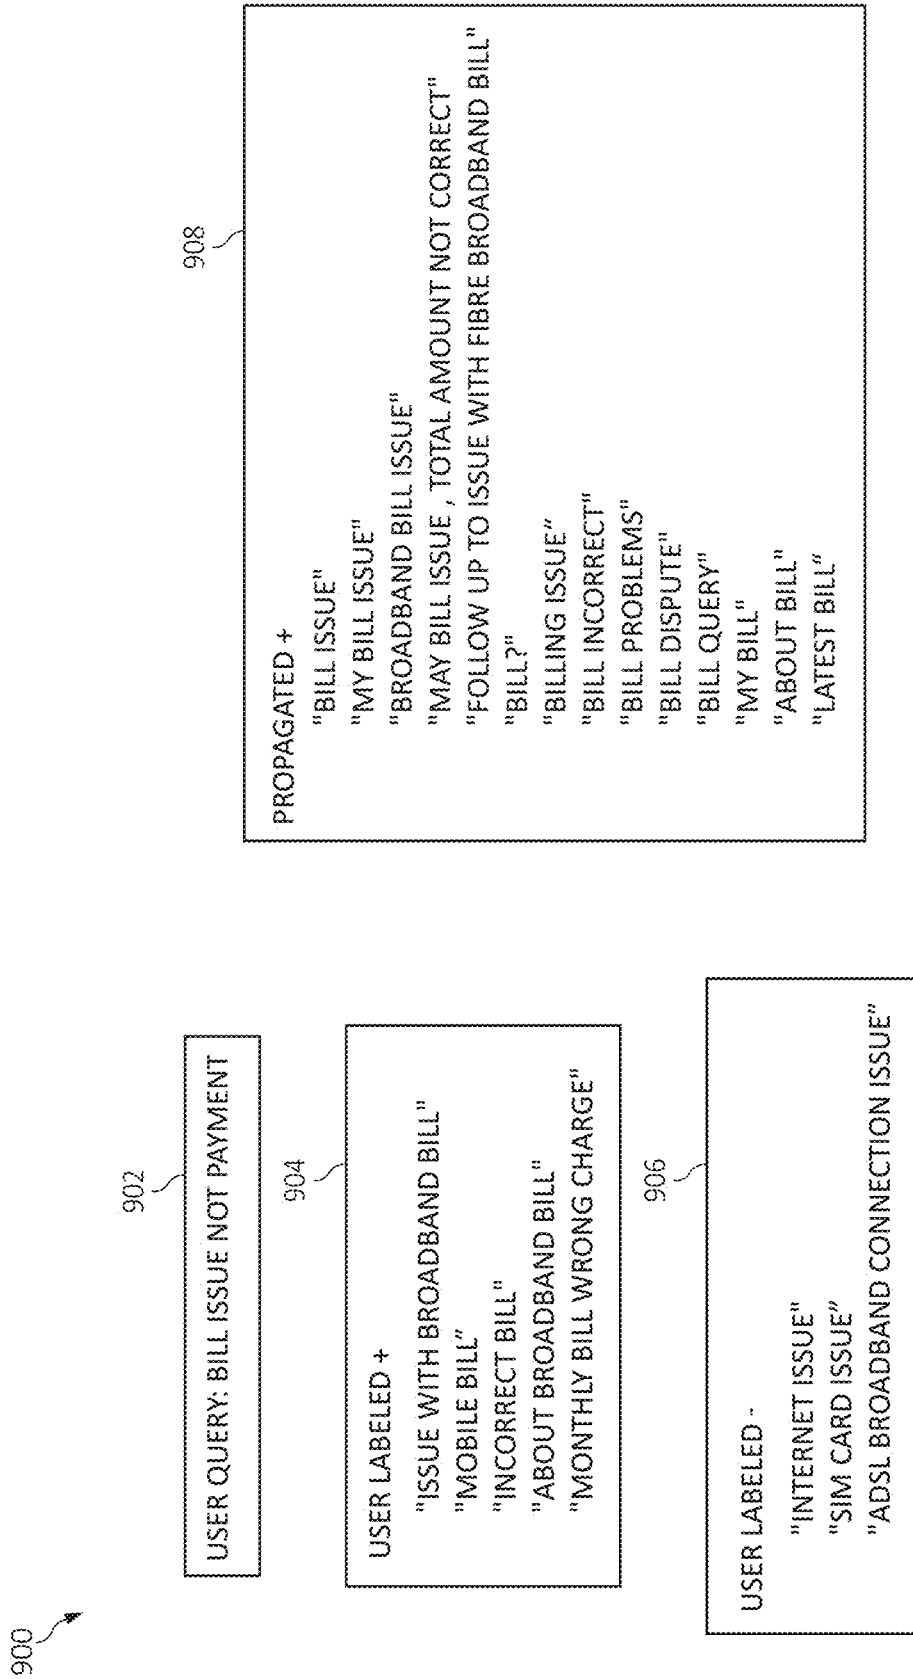 900
902
USER QUERY: BILL ISSUE NOT PAYMENT
904
USER LABELED +
"ISSUE WITH BROADBAND BILL"
"MOBILE BILL"
"INCORRECT BILL"
"ABOUT BROADBAND BILL"
"MONTHLY BILL WRONG CHARGE"
906
USER LABELED -
"INTERNET ISSUE"
"SIM CARD ISSUE"
"ADSL BROADBAND CONNECTION ISSUE"
908
PROPAGATED +
"BILL ISSUE"
"MY BILL ISSUE"
"BROADBAND BILL ISSUE"
"MAY BILL ISSUE , TOTAL AMOUNT NOT CORRECT"
"FOLLOW UP TO ISSUE WITH FIBRE BROADBAND BILL"
"BILL?"
"BILLING ISSUE"
"BILL INCORRECT"
"BILL PROBLEMS"
"BILL DISPUTE"
"BILL QUERY"
"MY BILL"
"ABOUT BILL"
"LATEST BILL"